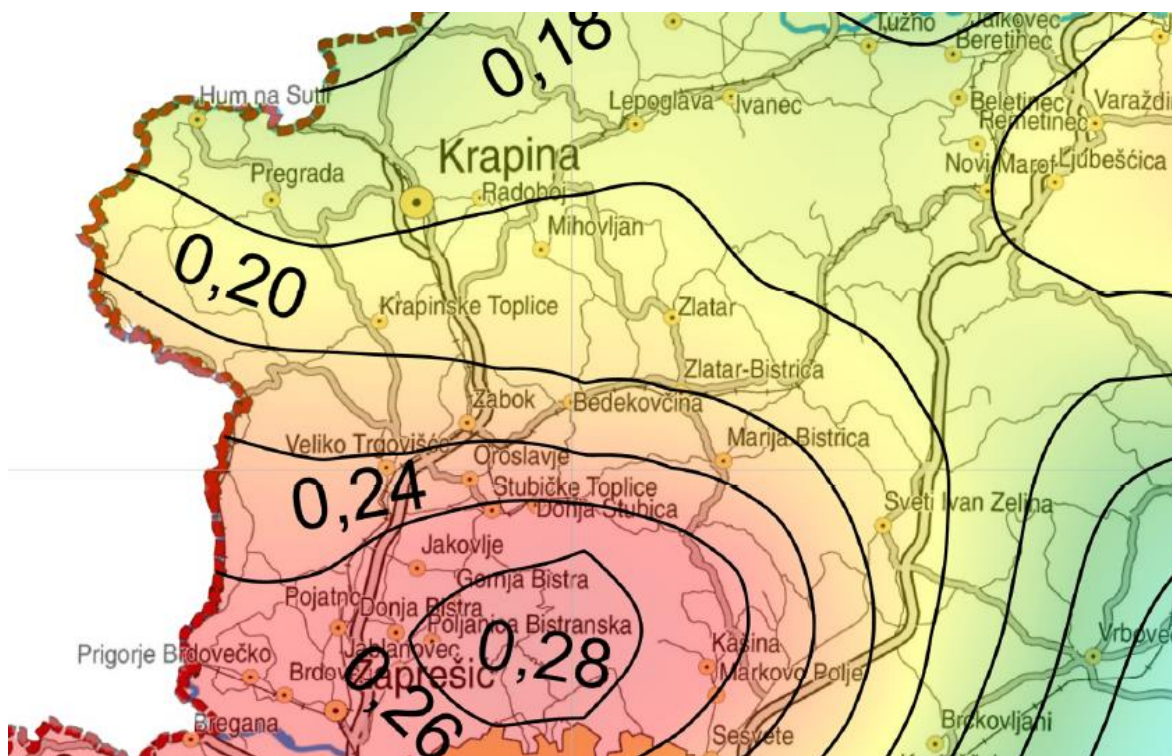 Tužno
Jalkovec
Beretinec
0,18
Hum na Sutli
Lepoglava
Ivanec
Beletinec
Varaždin
Remetinec
Krapina
Pregrada
Radoboj
Novi Marof
Ljubešćica
Mihovljan
0,20
Krapinske Toplice
Zlatar
Zlatar-Bistrica
Zabok
Bedekovčina
Veliko Trgovišće
Marija Bistrica
Oroslavje
0,24
Stubičke Toplice
Donja Stubica
Sveti Ivan Zelina
Jakovlje
Gornja Bistra
Pojatno
Donja Bistra
Poljanica Bistranska
Jablanovec
0,28
Kašina
Prigorje Brdovečko
Zaprešić
Markovo Polje
0,26
Bregana
Sesvete
Brckovljani